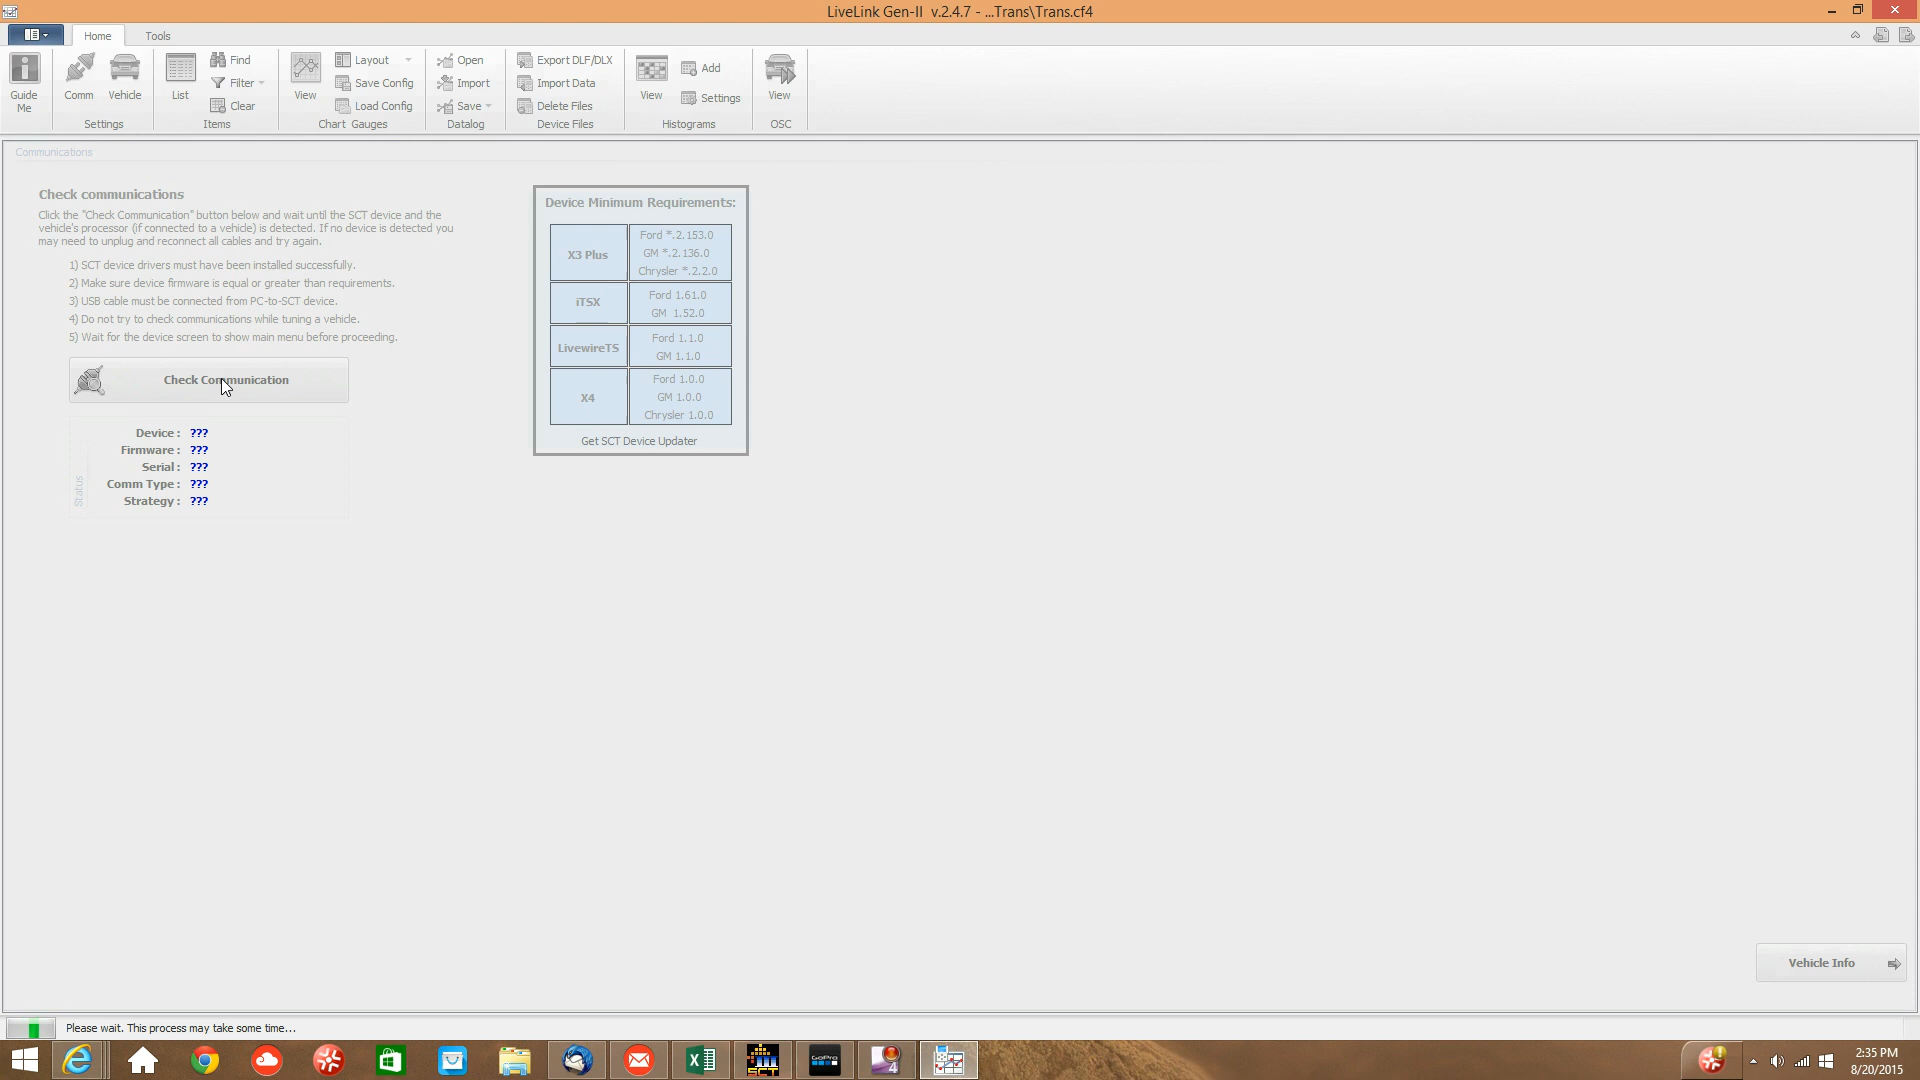 LiveLink Gen-II v.2.4.7 - ...Trans\Trans.cf4
Home Tools
Guide Me
Comm Vehicle
Settings
List Find
Filter
Clear
Items
View Layout
Save Config
Load Config
Chart Gauges
Open
Import
Save
Datalog
Export DLF/DLX
Import Data
Delete Files
Device Files
View Add
Settings
Histograms
View
OSC
Communications
Check communications
Click the "Check Communication" button below and wait until the SCT device and the
vehicle's processor (if connected to a vehicle) is detected. If no device is detected you
may need to unplug and reconnect all cables and try again.
1) SCT device drivers must have been installed successfully.
2) Make sure device firmware is equal or greater than requirements.
3) USB cable must be connected from PC-to-SCT device.
4) Do not try to check communications while tuning a vehicle.
5) Wait for the device screen to show main menu before proceeding.
Check Communication
Status
Device : ???
Firmware : ???
Serial : ???
Comm Type : ???
Strategy : ???
Device Minimum Requirements:
X3 Plus
Ford *.2.153.0
GM *.2.136.0
Chrysler *.2.2.0
iTSX
Ford 1.61.0
GM 1.52.0
LivewireTS
Ford 1.1.0
GM 1.1.0
X4
Ford 1.0.0
GM 1.0.0
Chrysler 1.0.0
Get SCT Device Updater
Vehicle Info
Please wait. This process may take some time...
SCT
GoPro
4
2:35 PM
8/20/2015